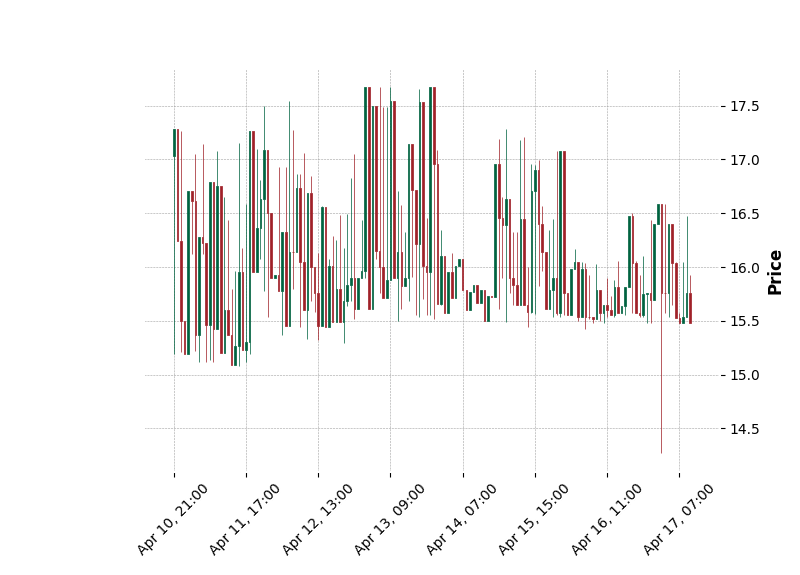 17.5
17.0
16.5
16.0
15.5
15.0
14.5
Price
Apr 10, 21:00
Apr 11, 17:00
Apr 12, 13:00
Apr 13, 09:00
Apr 14, 07:00
Apr 15, 15:00
Apr 16, 11:00
Apr 17, 07:00